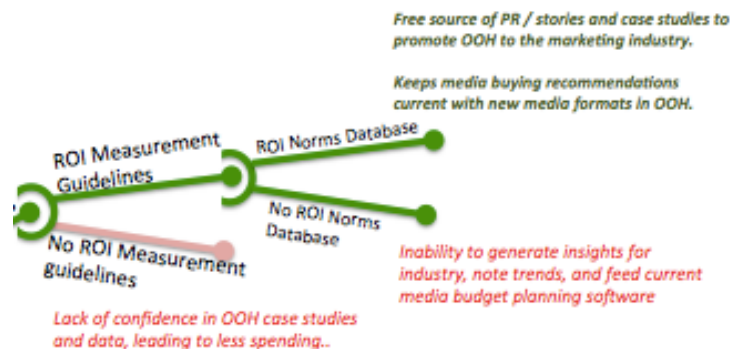 Free source of PR / stories and case studies to
promote OOH to the marketing industry.
Keeps media buying recommendations
current with new media formats in OOH.
ROI Measurement
Guidelines
ROI Norms Database
No ROI Norms
Database
No ROI Measurement
guidelines
Inability to generate insights for
industry, note trends, and feed current
media budget planning software
Lack of confidence in OOH case studies
and data, leading to less spending..